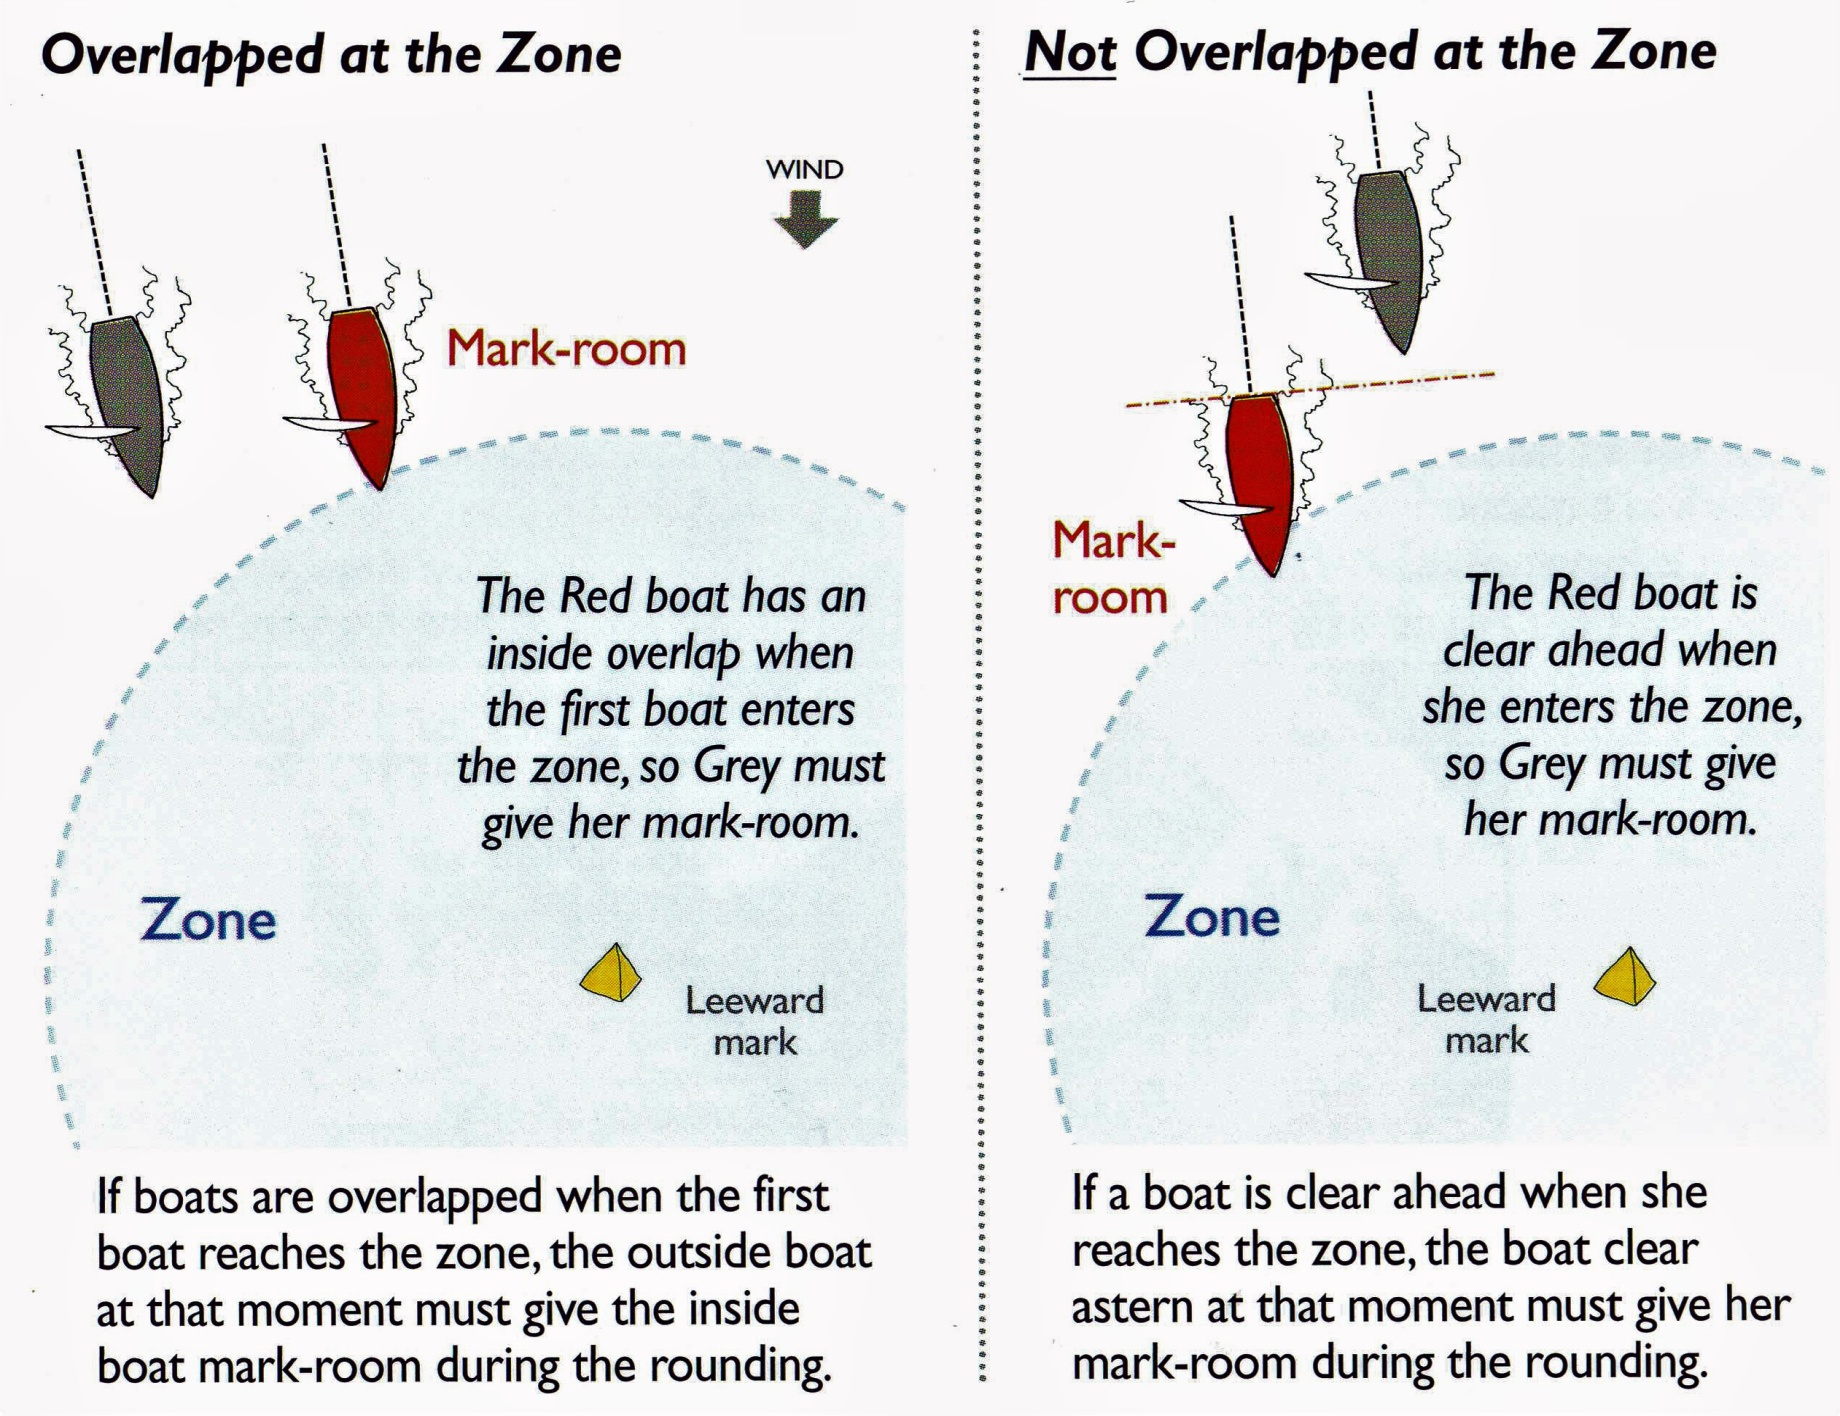 Overlapped at the Zone
WIND
Mark-room
The Red boat has an
inside overlap when
the first boat enters
the zone, so Grey must
give her mark-room.
Zone
Leeward
mark
If boats are overlapped when the first
boat reaches the zone, the outside boat
at that moment must give the inside
boat mark-room during the rounding.
Not Overlapped at the Zone
Mark-
room
The Red boat is
clear ahead when
she enters the zone,
so Grey must give
her mark-room.
Zone
Leeward
mark
If a boat is clear ahead when she
reaches the zone, the boat clear
astern at that moment must give her
mark-room during the rounding.